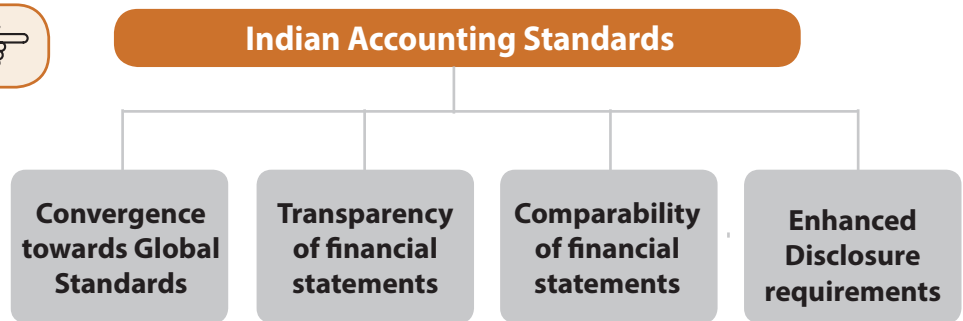 Indian Accounting Standards
Convergence
towards Global
Standards
Transparency
of financial
statements
Comparability
of financial
statements
Enhanced
Disclosure
requirements